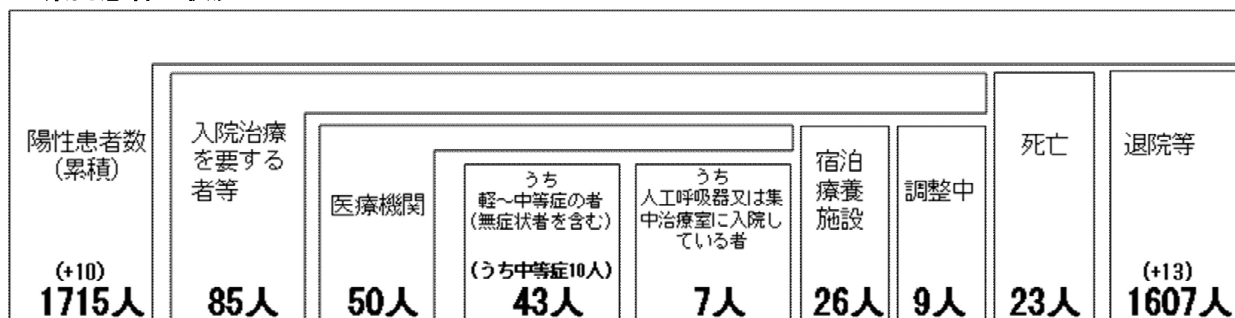 陽性患者数
(累積)
(+10)
1715人
入院治療
を要する
者等
85人
医療機関
50人
うち
軽～中等症の者
(無症状者を含む)
(うち中等症10人)
43人
うち
人工呼吸器又は集
中治療室に入院し
ている者
7人
宿泊
療養
施設
26人
調整中
9人
死亡
23人
退院等
(+13)
1607人